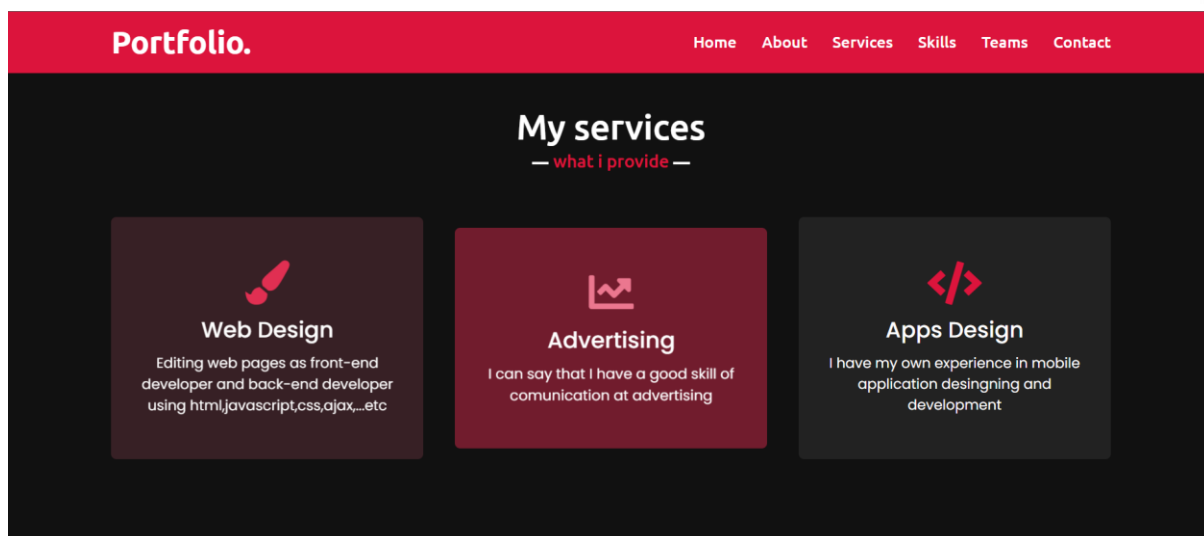 Portfolio.
Home About Services Skills Teams Contact
My services
— what i provide —
Web Design
Editing web pages as front-end
developer and back-end developer
using html,javascript,css,ajax,...etc
Advertising
I can say that I have a good skill of
comunication at advertising
Apps Design
I have my own experience in mobile
application desingning and
development